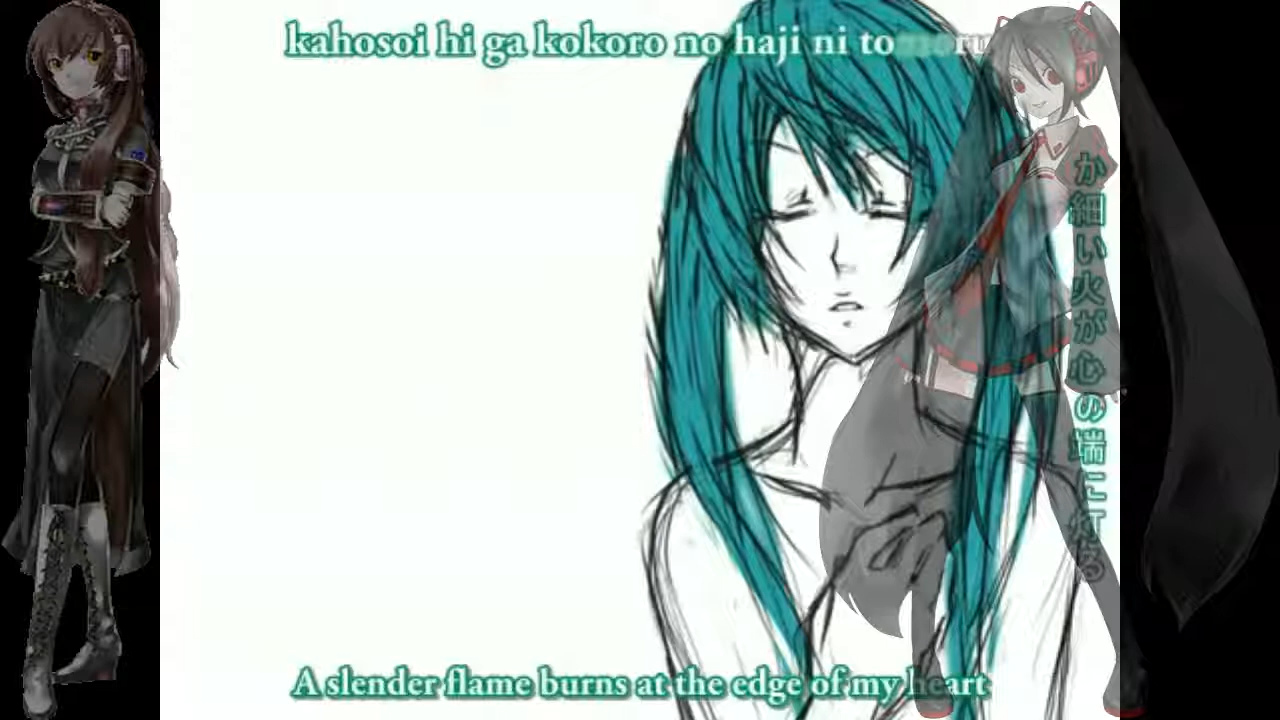 kahosoi hi ga kokoro no haji ni tomoru
か細い火が心の端に灯る
A slender flame burns at the edge of my heart